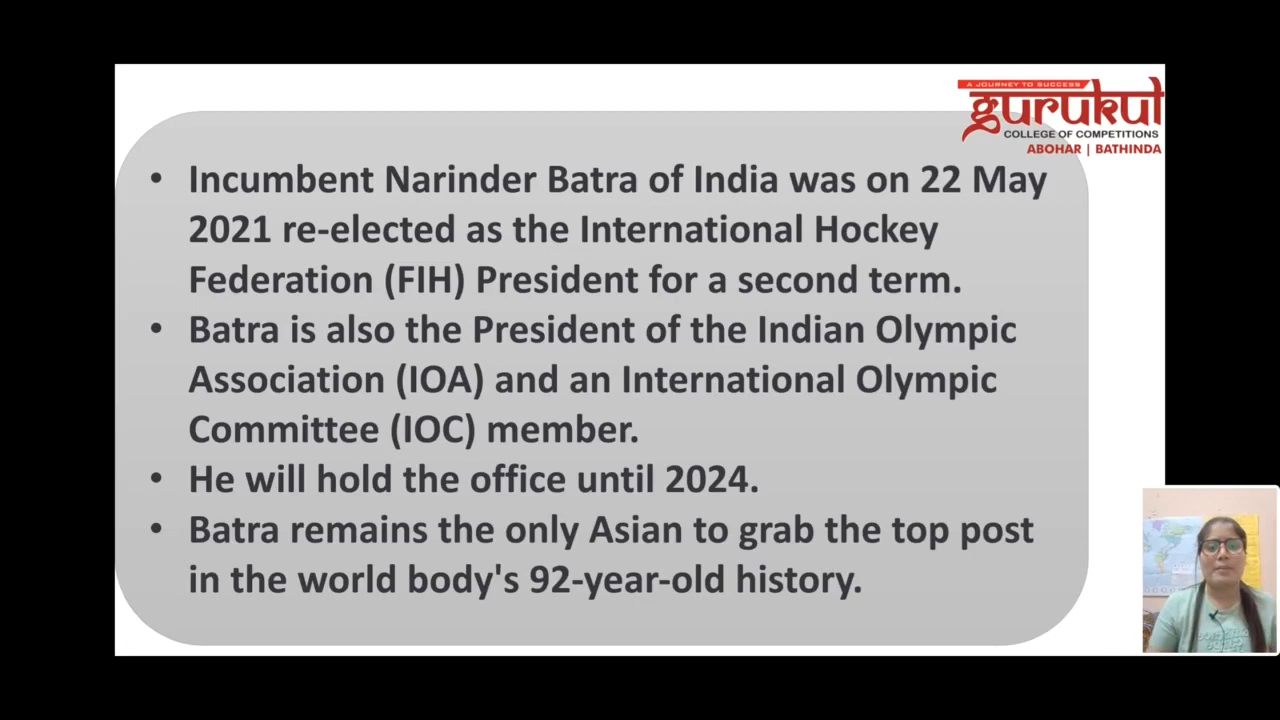 A JOURNEY TO SUCCESS
gurukul
COLLEGE OF COMPETITIONS
ABOHAR | BATHINDA
• Incumbent Narinder Batra of India was on 22 May
2021 re-elected as the International Hockey
Federation (FIH) President for a second term.
• Batra is also the President of the Indian Olympic
Association (IOA) and an International Olympic
Committee (IOC) member.
• He will hold the office until 2024.
• Batra remains the only Asian to grab the top post
in the world body's 92-year-old history.